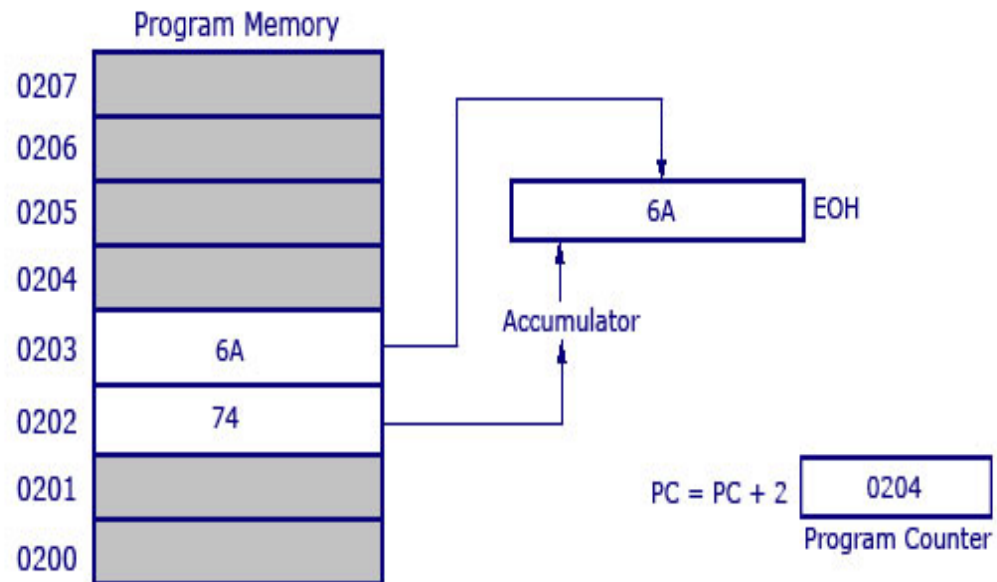 Program Memory
0207
0206
0205
0204
0203 6A
0202 74
0201
0200
6A EOH
Accumulator
PC = PC + 2 0204
Program Counter